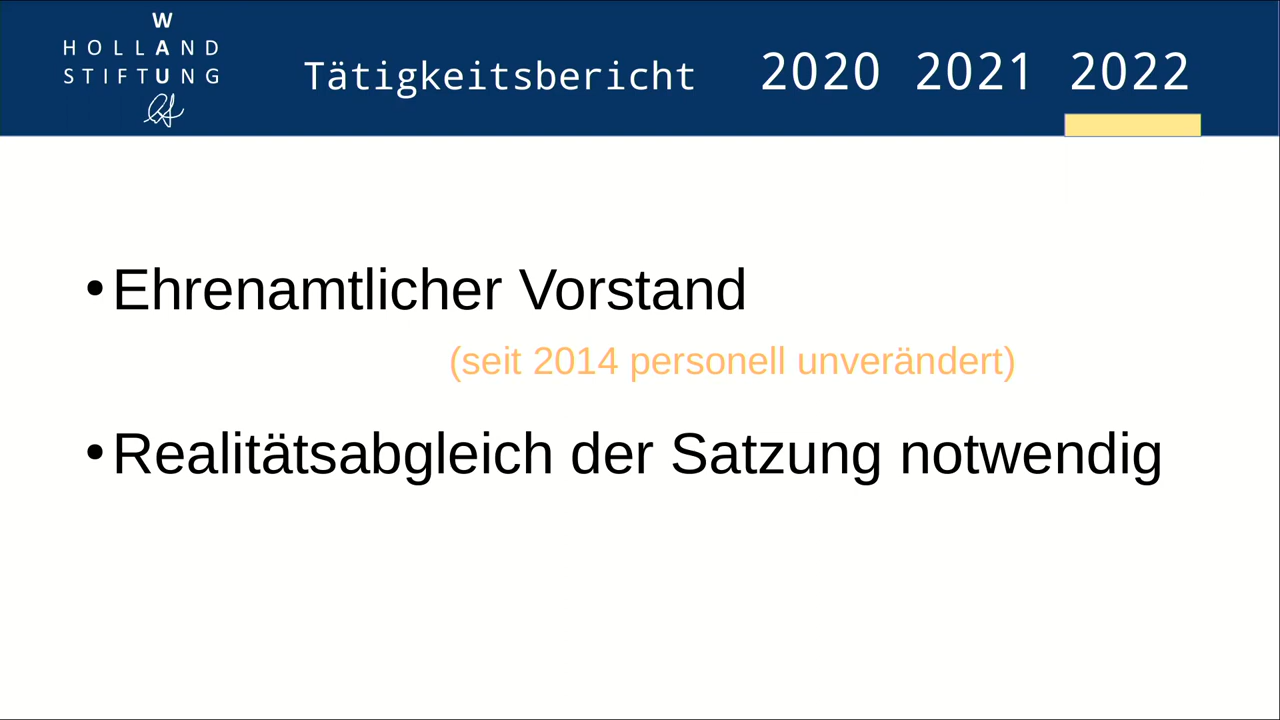 W
HOLLAND
STIFTUNG
Tätigkeitsbericht 2020 2021 2022
• Ehrenamtlicher Vorstand
(seit 2014 personell unverändert)
• Realitätsabgleich der Satzung notwendig